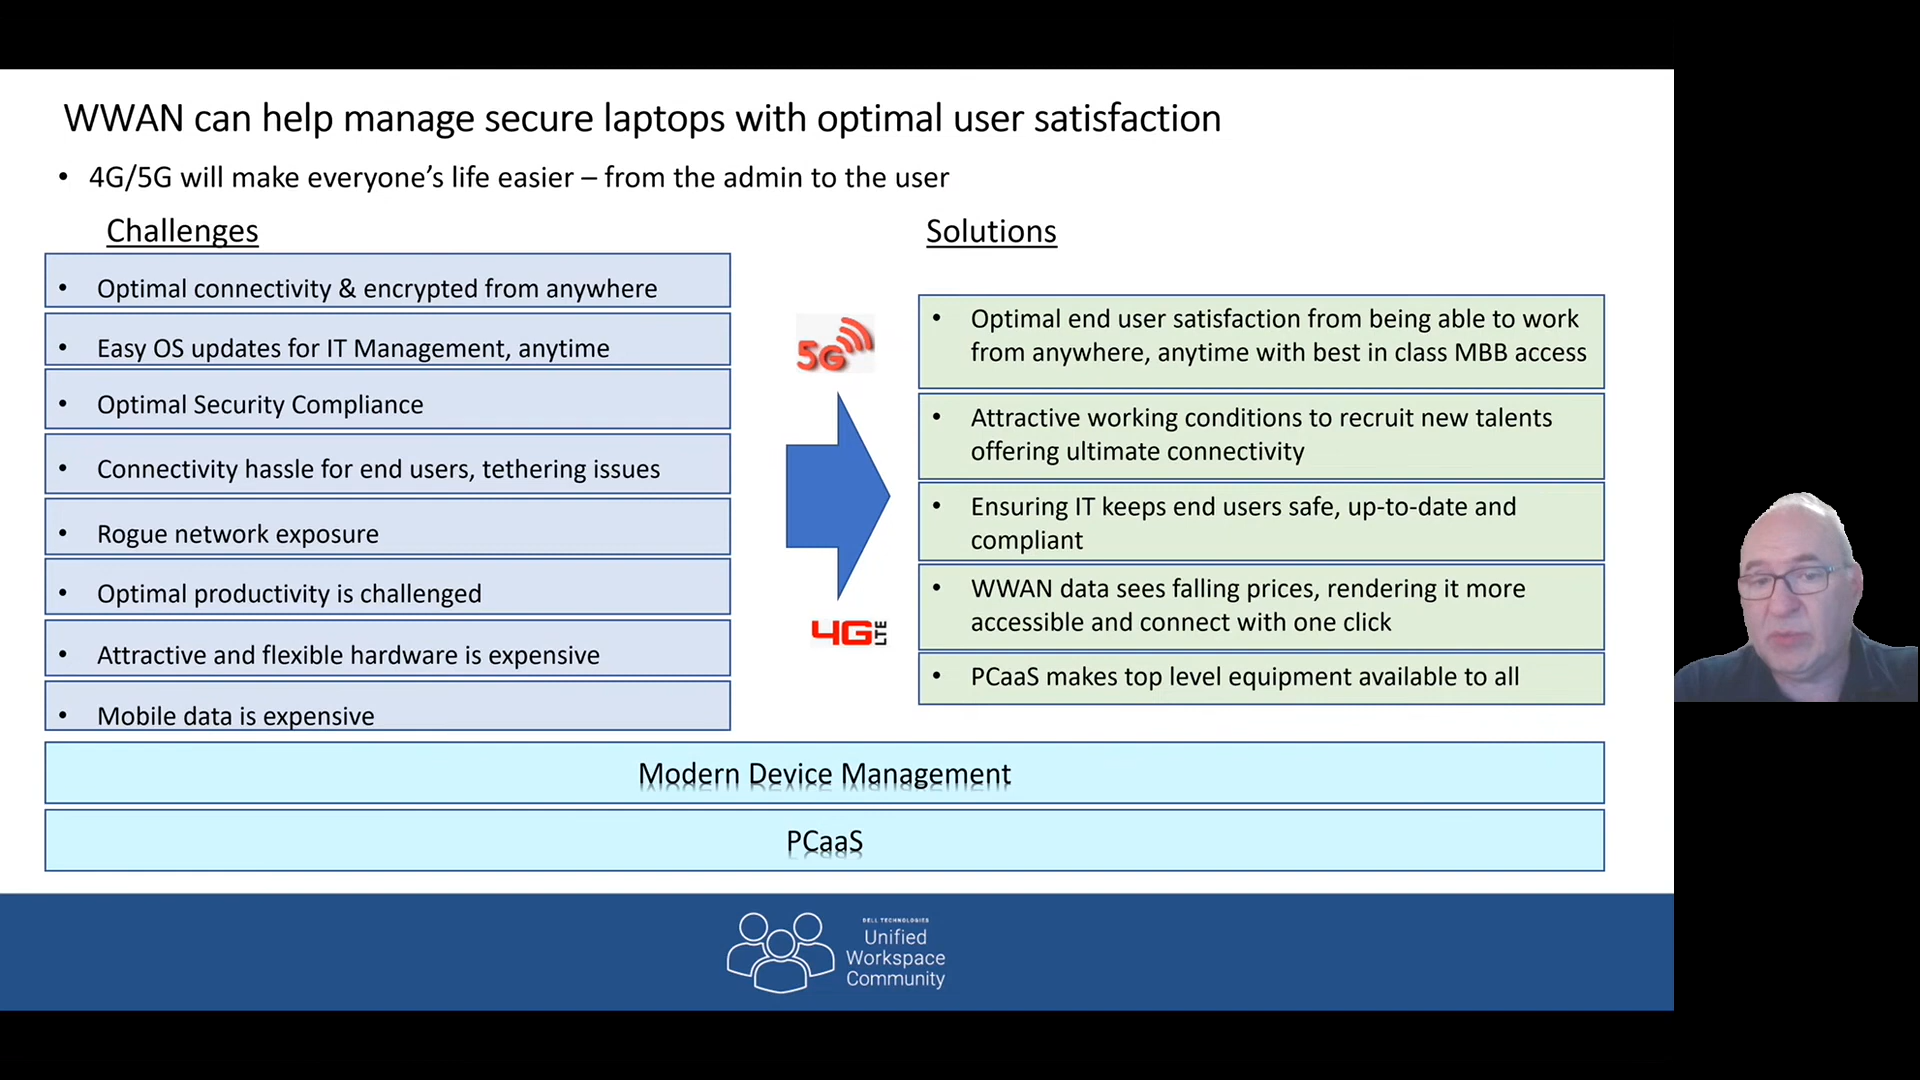 WWAN can help manage secure laptops with optimal user satisfaction
• 4G/5G will make everyone’s life easier – from the admin to the user
Challenges
• Optimal connectivity & encrypted from anywhere
• Easy OS updates for IT Management, anytime
• Optimal Security Compliance
• Connectivity hassle for end users, tethering issues
• Rogue network exposure
• Optimal productivity is challenged
• Attractive and flexible hardware is expensive
• Mobile data is expensive
5G
4G LTE
Solutions
• Optimal end user satisfaction from being able to work
from anywhere, anytime with best in class MBB access
• Attractive working conditions to recruit new talents
offering ultimate connectivity
• Ensuring IT keeps end users safe, up-to-date and
compliant
• WWAN data sees falling prices, rendering it more
accessible and connect with one click
• PCaaS makes top level equipment available to all
Modern Device Management
PCaaS
DELL TECHNOLOGIES
Unified
Workspace
Community